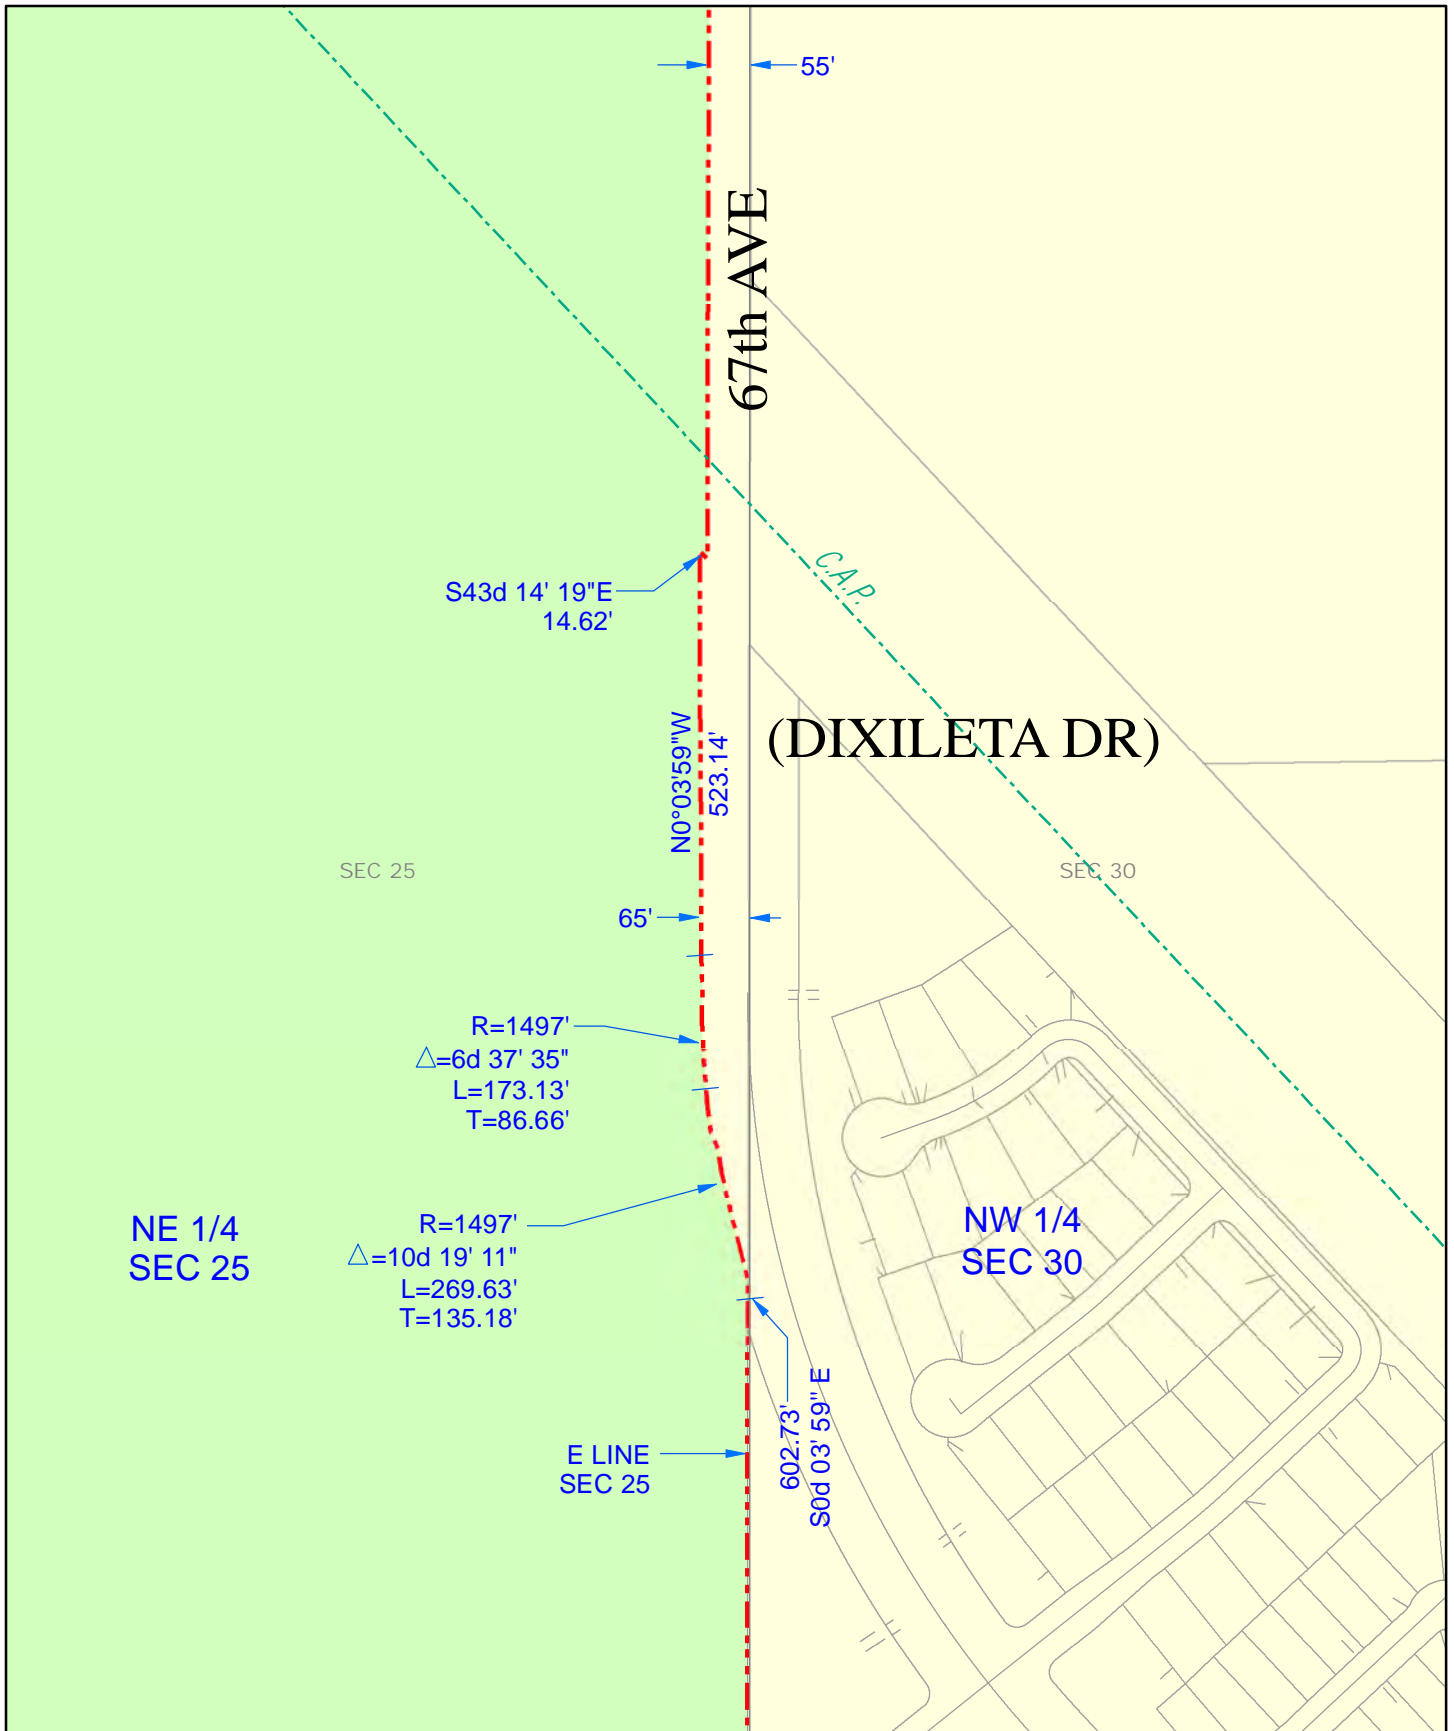 55'
67th AVE
C.A.P.
S43d 14' 19"E
14.62'
(DIXILETA DR)
N0°03'59"W
523.14'
SEC 25
SEC 30
65'
R=1497'
△=6d 37' 35"
L=173.13'
T=86.66'
NE 1/4
SEC 25
R=1497'
△=10d 19' 11"
L=269.63'
T=135.18'
NW 1/4
SEC 30
602.73'
S0d 03' 59" E
E LINE
SEC 25